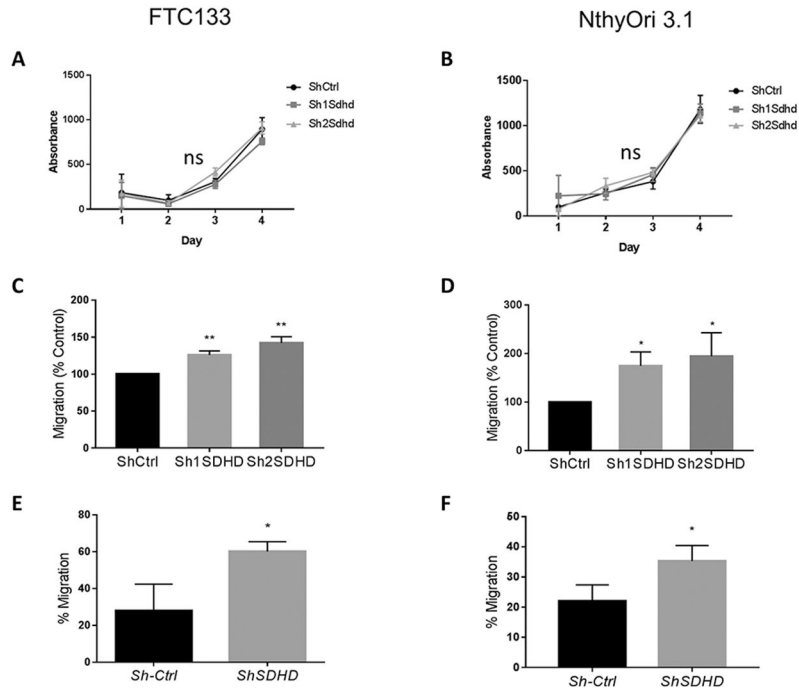 FTC133
NthyOri 3.1
A
1500
1000
500
0
Absorbance
ns
1 2 3 4
Day
ShCtrl
Sh1Sdhd
Sh2Sdhd
B
1500
1000
500
0
Absorbance
ns
1 2 3 4
Day
ShCtrl
Sh1Sdhd
Sh2Sdhd
C
200
150
100
50
0
Migration (% Control)
** **
ShCtrl Sh1SDHD Sh2SDHD
D
300
200
100
0
Migration (% Control)
* *
ShCtrl Sh1SDHD Sh2SDHD
E
80
60
40
20
0
% Migration
*
Sh-Ctrl ShSDHD
F
50
40
30
20
10
0
% Migration
*
Sh-Ctrl ShSDHD